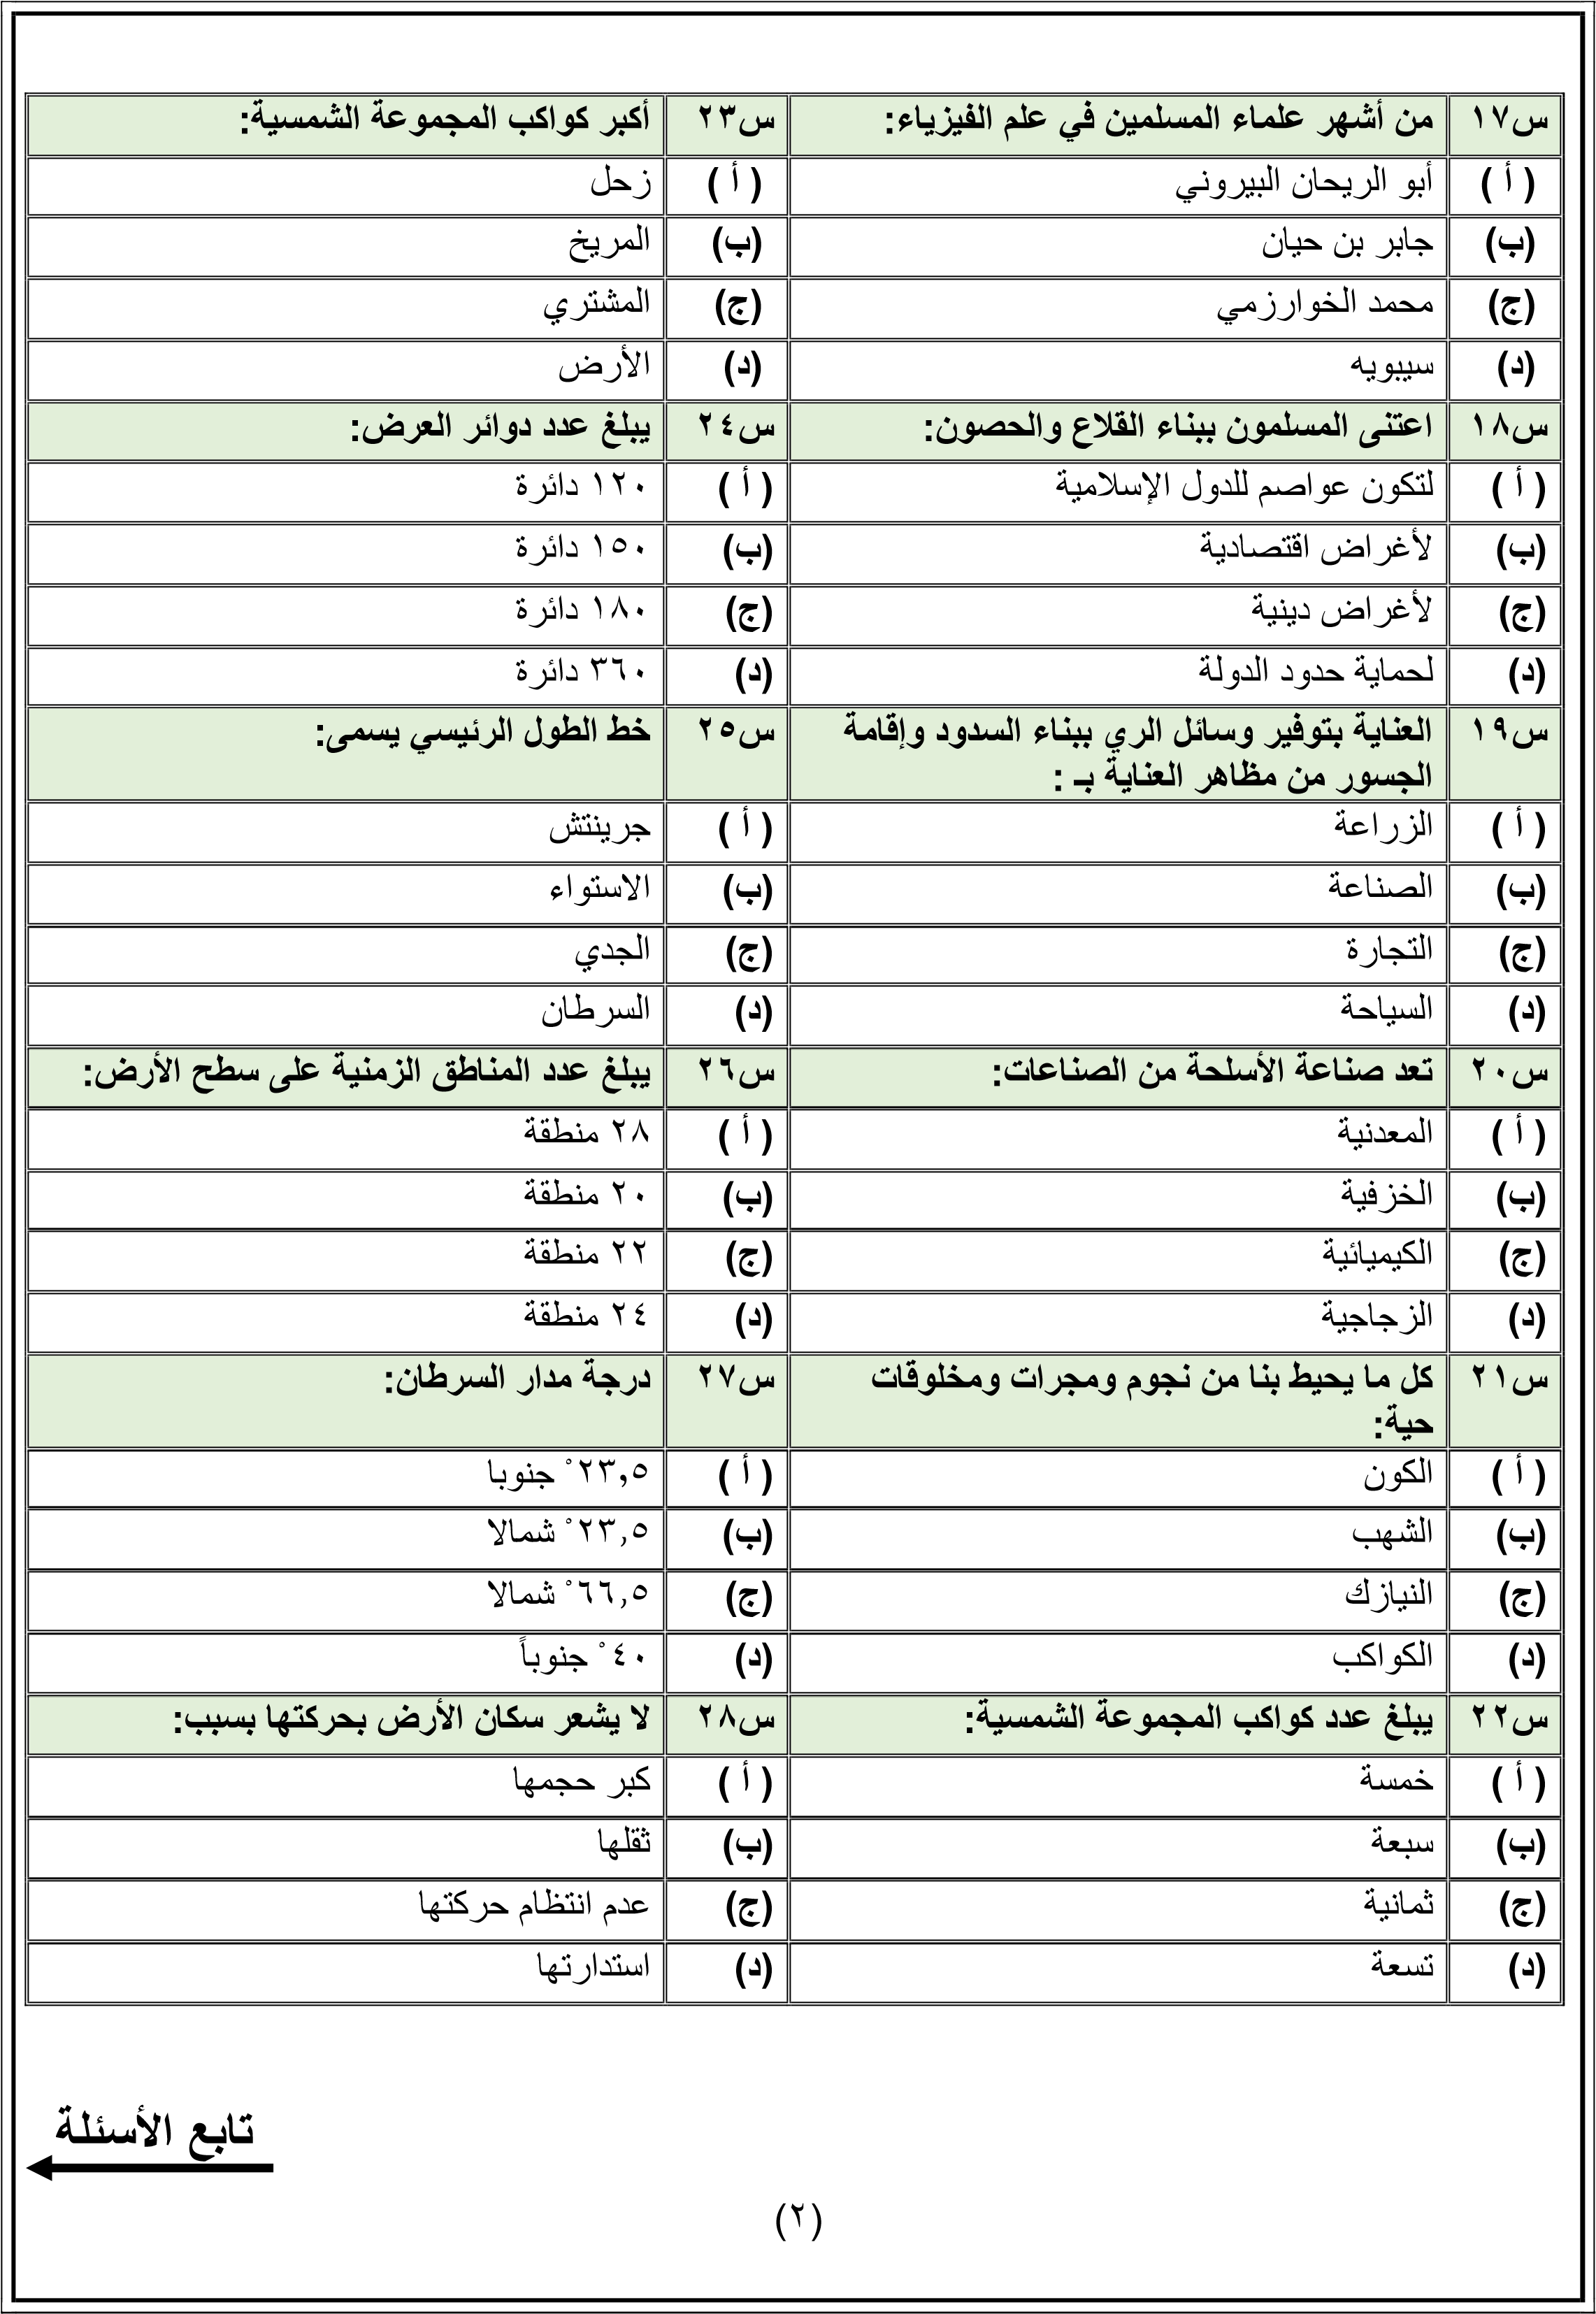 س١٧ من أشهر علماء المسلمين في علم الفيزياء:
( أ ) أبو الريحان البيروني
(ب) جابر بن حيان
(ج) محمد الخوارزمي
(د) سيبويه
س١٨ اعتنى المسلمون ببناء القلاع والحصون:
( أ ) لتكون عواصم للدول الإسلامية
(ب) لأغراض اقتصادية
(ج) لأغراض دينية
(د) لحماية حدود الدولة
س١٩ العناية بتوفير وسائل الري ببناء السدود وإقامة
الجسور من مظاهر العناية بـ :
( أ ) الزراعة
(ب) الصناعة
(ج) التجارة
(د) السياحة
س٢٠ تعد صناعة الأسلحة من الصناعات:
( أ ) المعدنية
(ب) الخزفية
(ج) الكيميائية
(د) الزجاجية
س٢١ كل ما يحيط بنا من نجوم ومجرات ومخلوقات
حية:
( أ ) الكون
(ب) الشهب
(ج) النيازك
(د) الكواكب
س٢٢ يبلغ عدد كواكب المجموعة الشمسية:
( أ ) خمسة
(ب) سبعة
(ج) ثمانية
(د) تسعة
س٢٣ أكبر كواكب المجموعة الشمسية:
( أ ) زحل
(ب) المريخ
(ج) المشتري
(د) الأرض
س٢٤ يبلغ عدد دوائر العرض:
( أ ) ١٢٠ دائرة
(ب) ١٥٠ دائرة
(ج) ١٨٠ دائرة
(د) ٣٦٠ دائرة
س٢٥ خط الطول الرئيسي يسمى:
( أ ) جرينتش
(ب) الاستواء
(ج) الجدي
(د) السرطان
س٢٦ يبلغ عدد المناطق الزمنية على سطح الأرض:
( أ ) ٢٨ منطقة
(ب) ٢٠ منطقة
(ج) ٢٢ منطقة
(د) ٢٤ منطقة
س٢٧ درجة مدار السرطان:
( أ ) ٢٣,٥° جنوبا
(ب) ٢٣,٥° شمالا
(ج) ٦٦,٥° شمالا
(د) ٤٠° جنوباً
س٢٨ لا يشعر سكان الأرض بحركتها بسبب:
( أ ) كبر حجمها
(ب) ثقلها
(ج) عدم انتظام حركتها
(د) استدارتها
تابع الأسئلة
(٢)